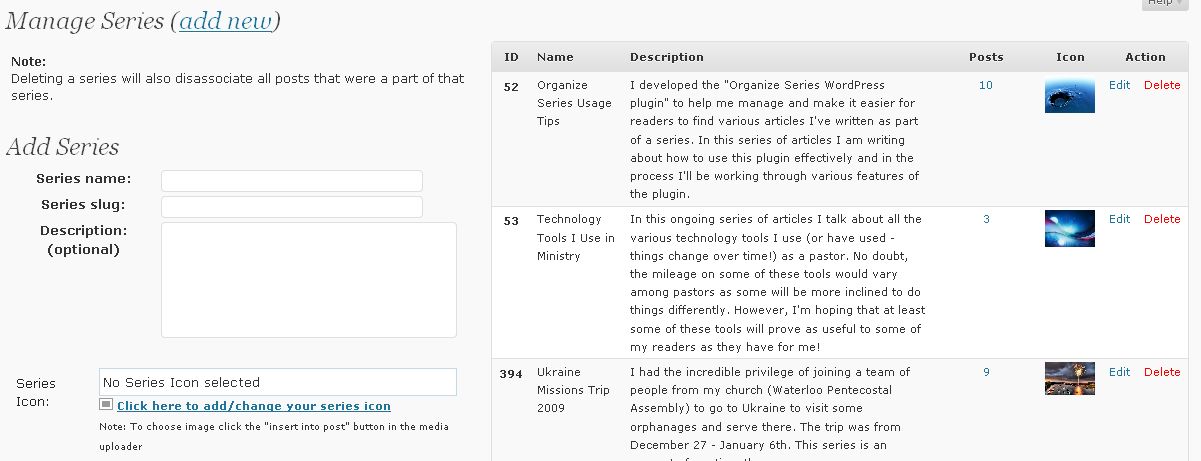 Help
Manage Series (add new)
Note:
Deleting a series will also disassociate all posts that were a part of that
series.
Add Series
Series name:
Series slug:
Description:
(optional)
Series
Icon:
No Series Icon selected
Click here to add/change your series icon
Note: To choose image click the "insert into post" button in the media
uploader
ID Name Description Posts Icon Action
52 Organize
Series Usage
Tips
I developed the "Organize Series WordPress
plugin" to help me manage and make it easier for
readers to find various articles I've written as part
of a series. In this series of articles I am writing
about how to use this plugin effectively and in the
process I'll be working through various features of
the plugin.
10 Edit Delete
53 Technology
Tools I Use in
Ministry
In this ongoing series of articles I talk about all the
various technology tools I use (or have used -
things change over time!) as a pastor. No doubt,
the mileage on some of these tools would vary
among pastors as some will be more inclined to do
things differently. However, I'm hoping that at least
some of these tools will prove as useful to some of
my readers as they have for me!
3 Edit Delete
394 Ukraine
Missions Trip
2009
I had the incredible privilege of joining a team of
people from my church (Waterloo Pentecostal
Assembly) to go to Ukraine to visit some
orphanages and serve there. The trip was from
December 27 - January 6th. This series is an
9 Edit Delete